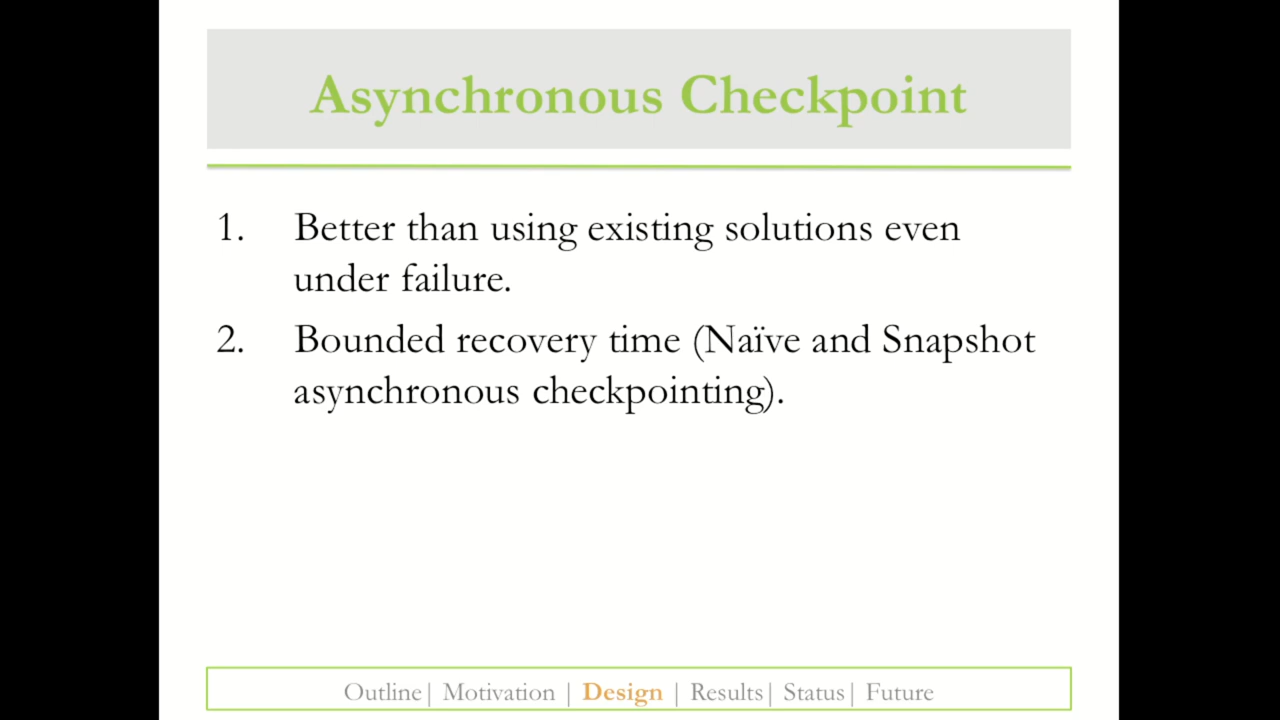 Asynchronous Checkpoint
1. Better than using existing solutions even
under failure.
2. Bounded recovery time (Naïve and Snapshot
asynchronous checkpointing).
Outline| Motivation | Design | Results| Status| Future